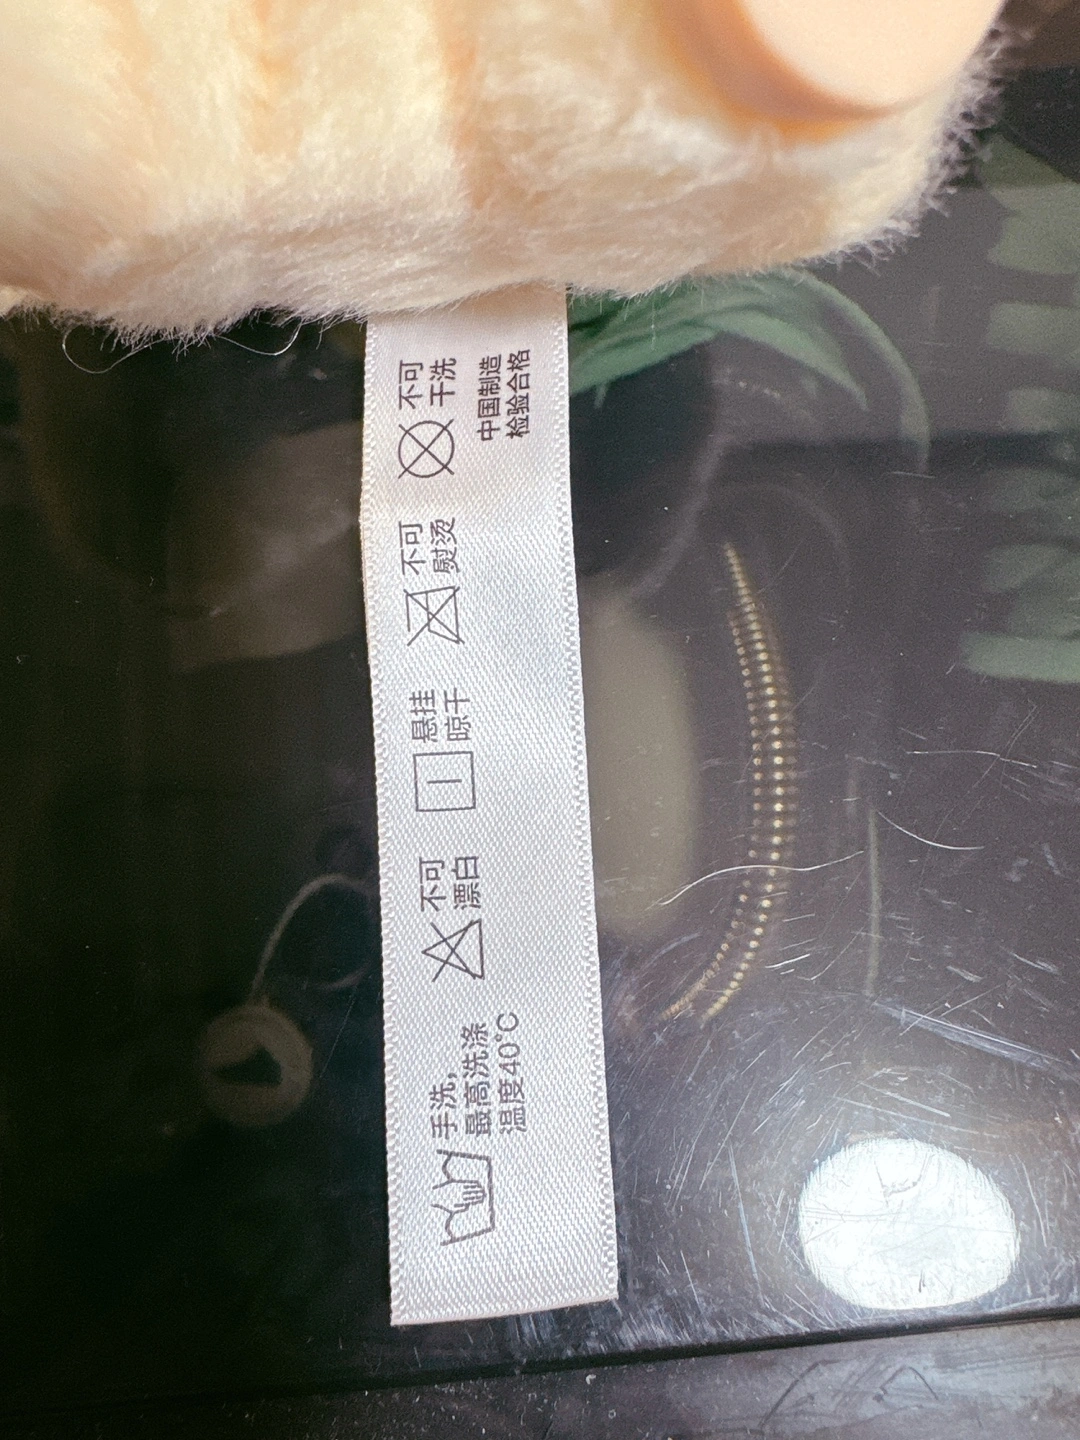 手洗，
最高洗涤
温度40°C
不可
漂白
悬挂
晾干
不可
熨烫
不可
干洗
中国制造
检验合格